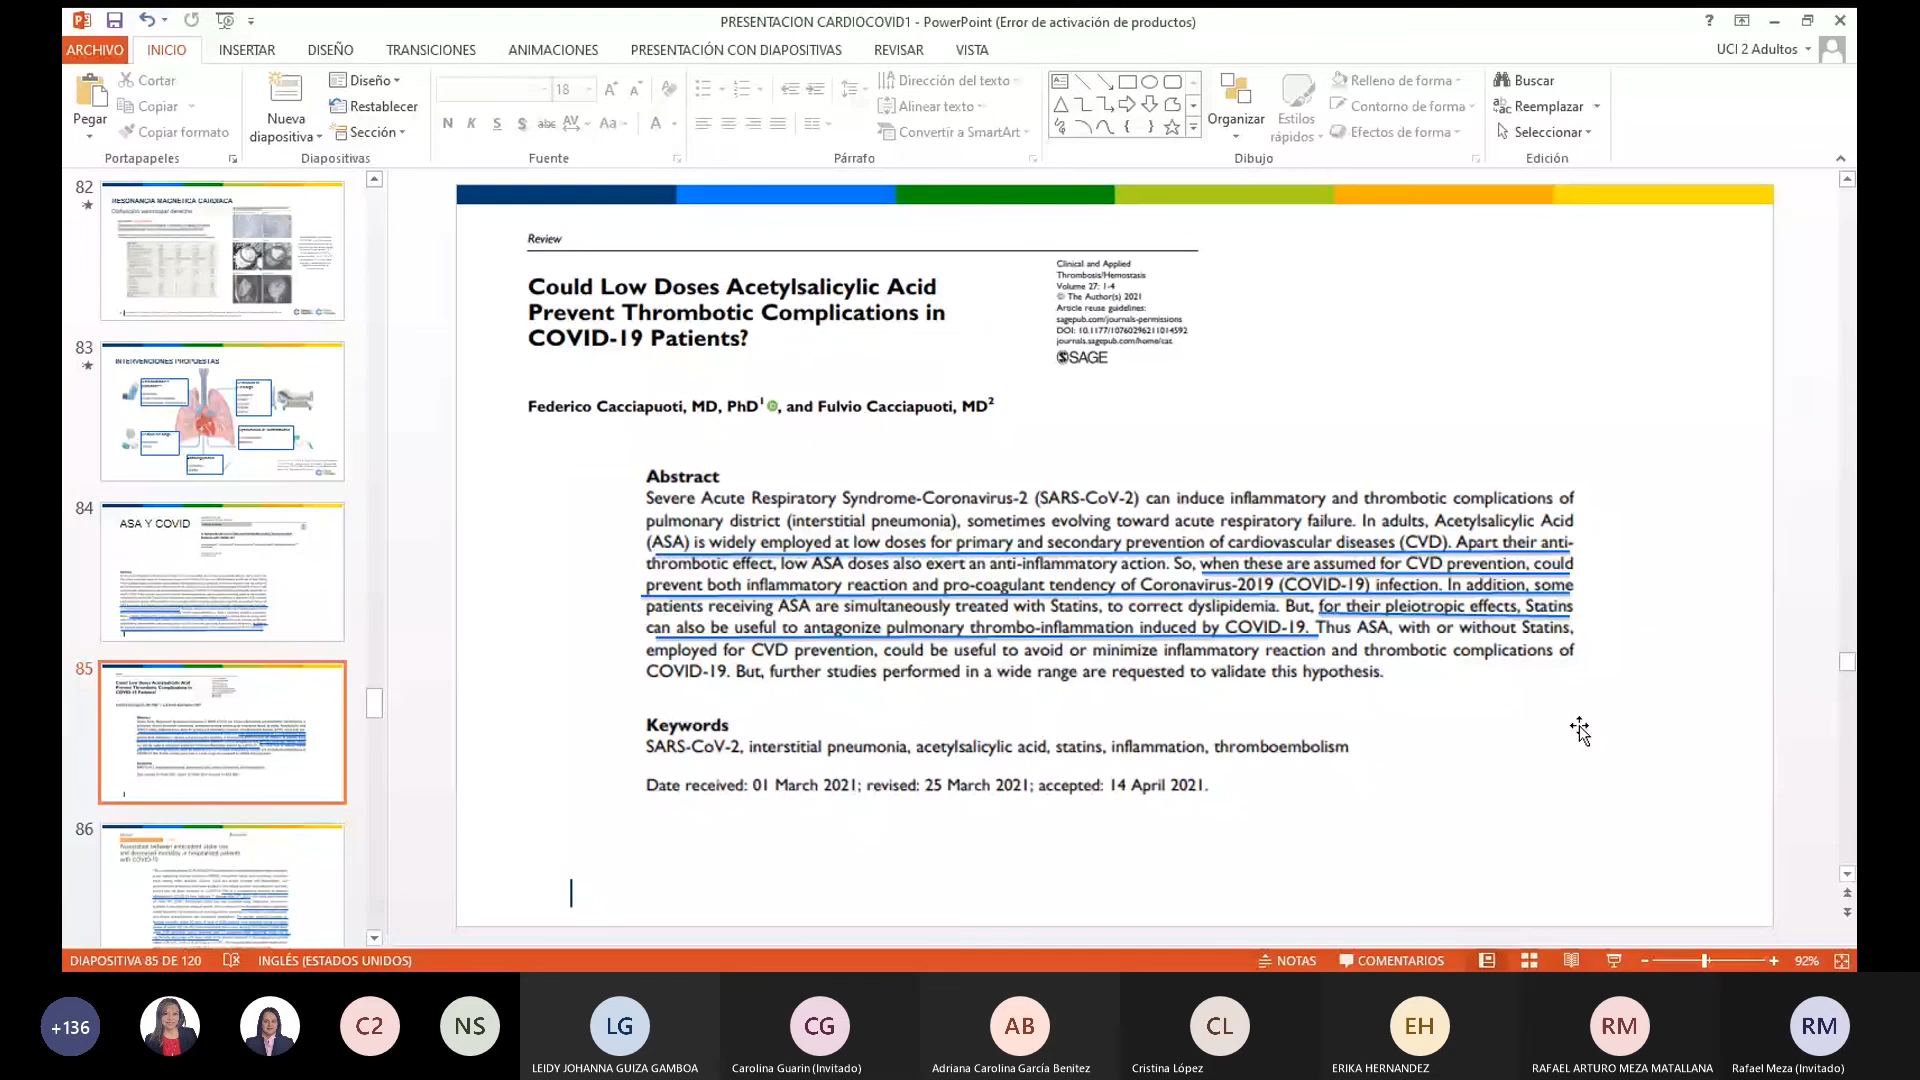 PRESENTACION CARDIOCOVID1 - PowerPoint (Error de activación de productos)
ARCHIVO INICIO INSERTAR DISEÑO TRANSICIONES ANIMACIONES PRESENTACIÓN CON DIAPOSITIVAS REVISAR VISTA UCI 2 Adultos
Pegar
Cortar
Copiar
Copiar formato
Portapapeles
Nueva
diapositiva
Diseño
Restablecer
Sección
Diapositivas
18
N K S S abc AV Aa A
Fuente
Dirección del texto
Alinear texto
Convertir a SmartArt
Párrafo
Organizar
Estilos
rápidos
Relleno de forma
Contorno de forma
Efectos de forma
Dibujo
Buscar
Reemplazar
Seleccionar
Edición
82
RESONANCIA MAGNÉTICA CARDIACA
83
INTERVENCIONES PROPUESTAS
84
ASA Y COVID
85
86
Review
Could Low Doses Acetylsalicylic Acid
Prevent Thrombotic Complications in
COVID-19 Patients?
Clinical and Applied
Thrombosis/Hemostasis
Volume 27: 1-4
© The Author(s) 2021
Article reuse guidelines:
sagepub.com/journals-permissions
DOI: 10.1177/10760296211014592
journals.sagepub.com/home/cat
SAGE
Federico Cacciapuoti, MD, PhD1, and Fulvio Cacciapuoti, MD2
Abstract
Severe Acute Respiratory Syndrome-Coronavirus-2 (SARS-CoV-2) can induce inflammatory and thrombotic complications of
pulmonary district (interstitial pneumonia), sometimes evolving toward acute respiratory failure. In adults, Acetylsalicylic Acid
(ASA) is widely employed at low doses for primary and secondary prevention of cardiovascular diseases (CVD). Apart their anti-
thrombotic effect, low ASA doses also exert an anti-inflammatory action. So, when these are assumed for CVD prevention, could
prevent both inflammatory reaction and pro-coagulant tendency of Coronavirus-2019 (COVID-19) infection. In addition, some
patients receiving ASA are simultaneously treated with Statins, to correct dyslipidemia. But, for their pleiotropic effects, Statins
can also be useful to antagonize pulmonary thrombo-inflammation induced by COVID-19. Thus ASA, with or without Statins,
employed for CVD prevention, could be useful to avoid or minimize inflammatory reaction and thrombotic complications of
COVID-19. But, further studies performed in a wide range are requested to validate this hypothesis.
Keywords
SARS-CoV-2, interstitial pneumonia, acetylsalicylic acid, statins, inflammation, thromboembolism
Date received: 01 March 2021; revised: 25 March 2021; accepted: 14 April 2021.
DIAPOSITIVA 85 DE 120 INGLÉS (ESTADOS UNIDOS) NOTAS COMENTARIOS 92%
+136 C2 NS LG CG AB CL EH RM RM
LEIDY JOHANNA GUIZA GAMBOA Carolina Guarin (Invitado) Adriana Carolina García Benitez Cristina López ERIKA HERNANDEZ RAFAEL ARTURO MEZA MATALLANA Rafael Meza (Invitado)